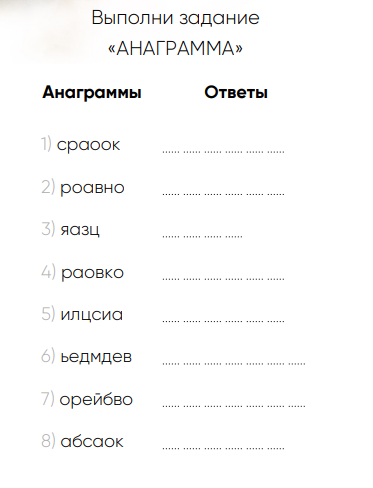 Выполни задание
«АНАГРАММА»
Анаграммы Ответы
1) сраоок ...... ...... ...... ...... ...... ......
2) роавно ...... ...... ...... ...... ...... ......
3) яазц ...... ...... ...... ......
4) раовко ...... ...... ...... ...... ...... ......
5) илцсиа ...... ...... ...... ...... ...... ......
6) ьедмдев ...... ...... ...... ...... ...... ...... ......
7) орейбво ...... ...... ...... ...... ...... ...... ......
8) абсаок ...... ...... ...... ...... ...... ......